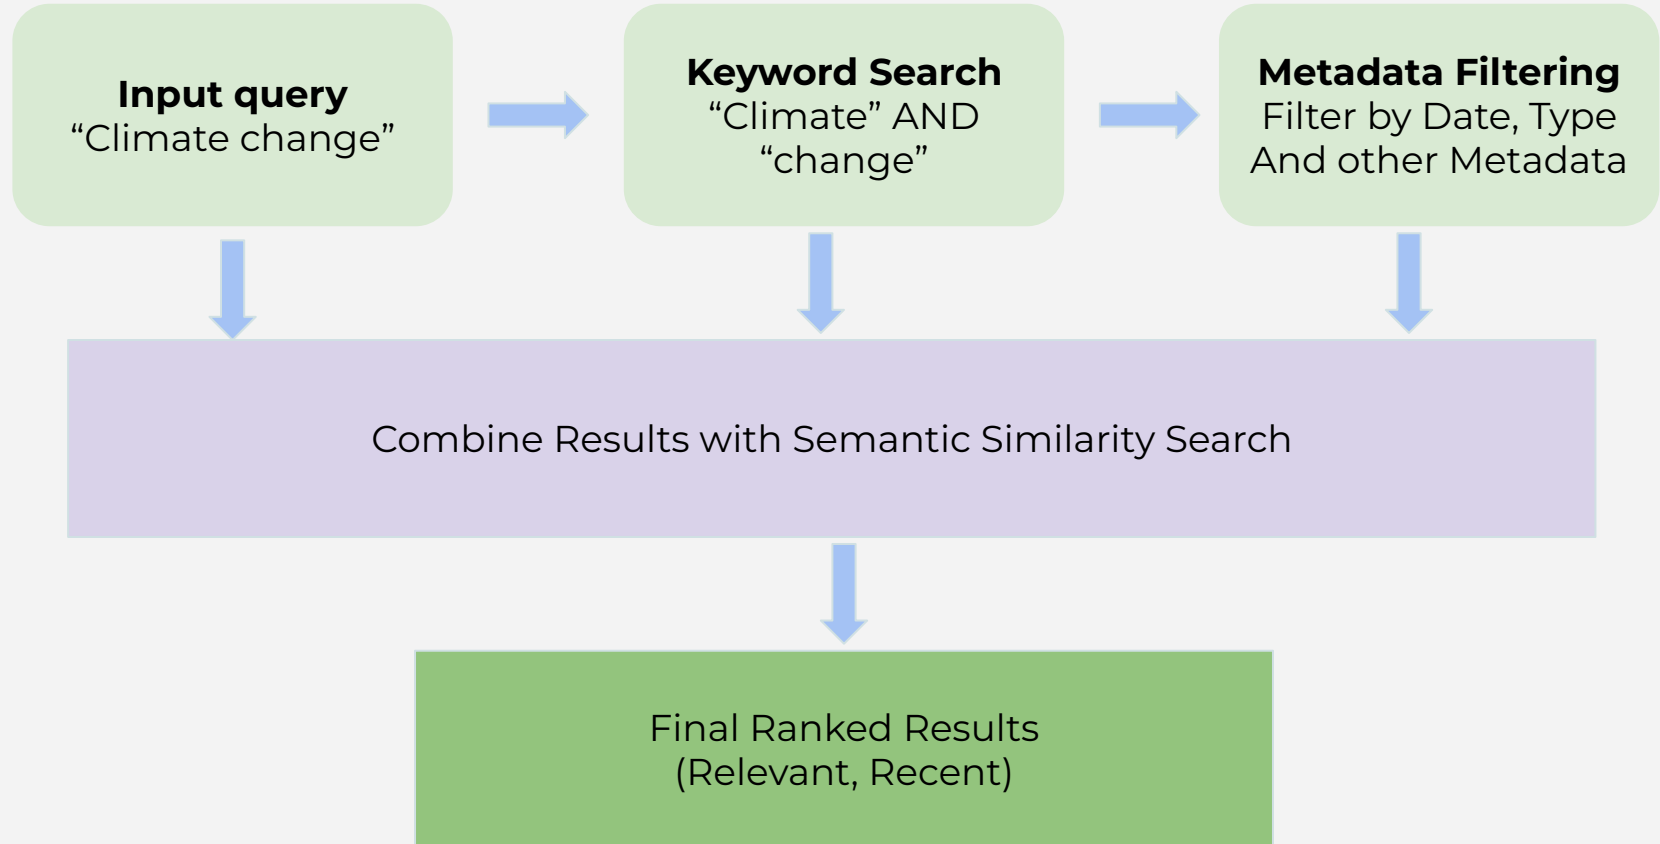 Input query
“Climate change”
Keyword Search
“Climate” AND
“change”
Metadata Filtering
Filter by Date, Type
And other Metadata
Combine Results with Semantic Similarity Search
Final Ranked Results
(Relevant, Recent)